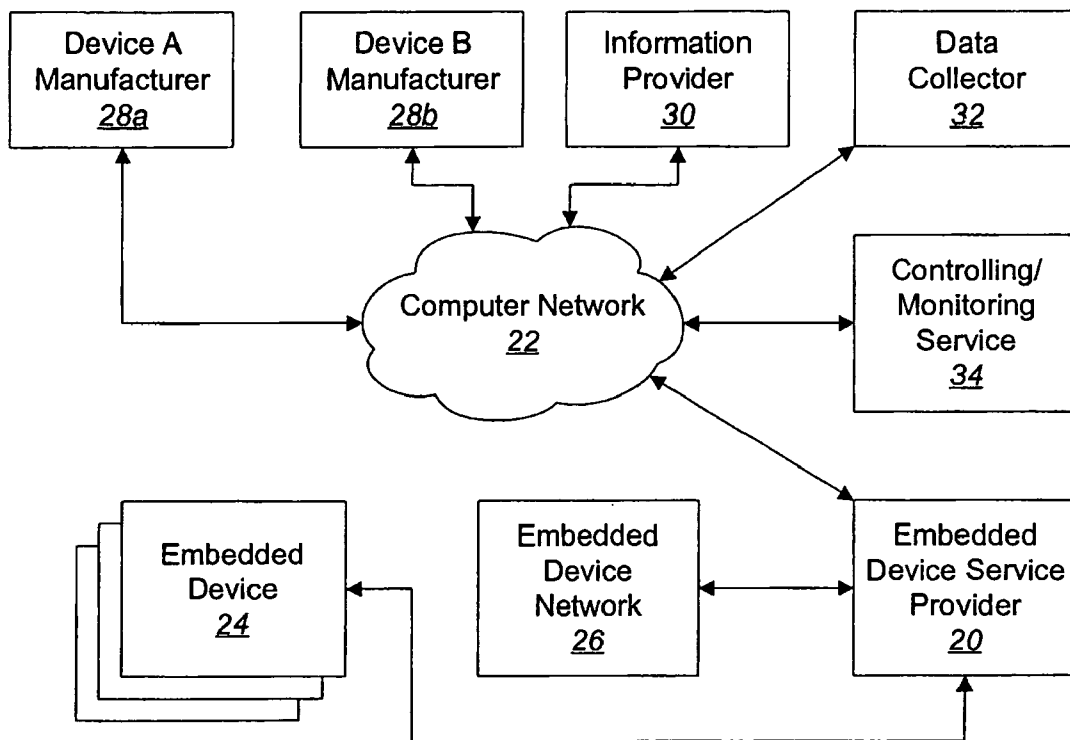 Device A
Manufacturer
28a
Device B
Manufacturer
28b
Information
Provider
30
Data
Collector
32
Computer Network
22
Controlling/
Monitoring
Service
34
Embedded
Device
24
Embedded
Device
Network
26
Embedded
Device Service
Provider
20